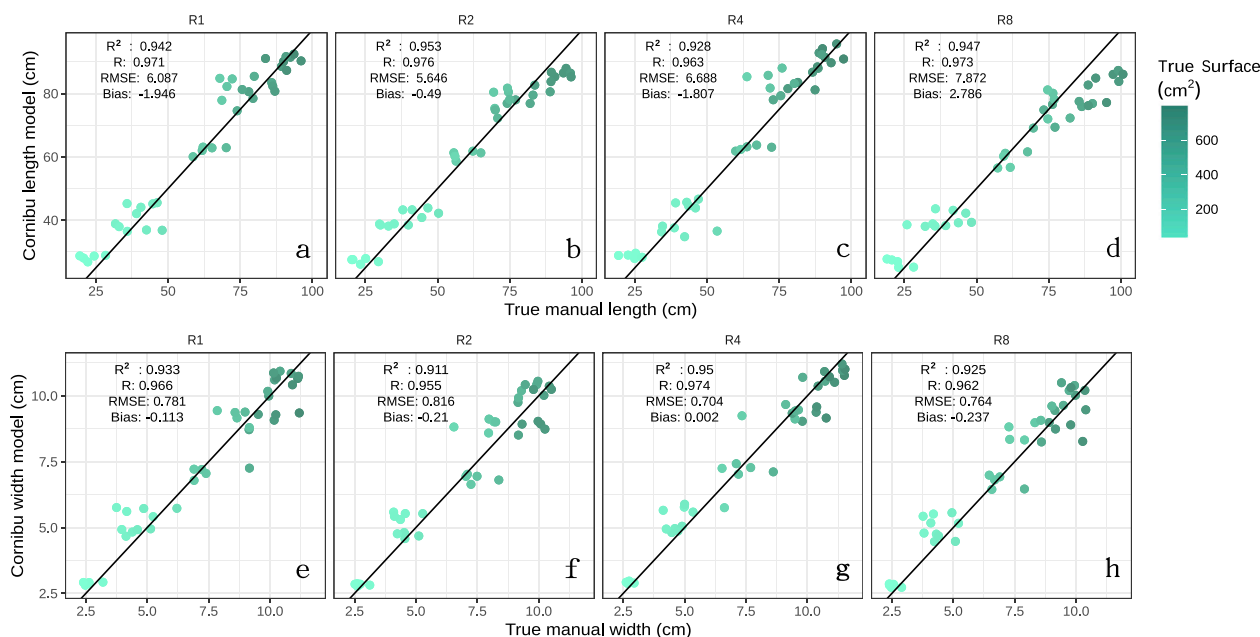 R1
R2
R4
R8
Cornibu length model (cm)
80
60
40
R² : 0.942
R: 0.971
RMSE: 6.087
Bias: -1.946
a
R² : 0.953
R: 0.976
RMSE: 5.646
Bias: -0.49
b
R² : 0.928
R: 0.963
RMSE: 6.688
Bias: -1.807
c
R² : 0.947
R: 0.973
RMSE: 7.872
Bias: 2.786
d
25 50 75 100
25 50 75 100
25 50 75 100
25 50 75 100
True manual length (cm)
True Surface
(cm²)
600
400
200
R1
R2
R4
R8
Cornibu width model (cm)
10.0
7.5
5.0
2.5
R² : 0.933
R: 0.966
RMSE: 0.781
Bias: -0.113
e
R² : 0.911
R: 0.955
RMSE: 0.816
Bias: -0.21
f
R² : 0.95
R: 0.974
RMSE: 0.704
Bias: 0.002
g
R² : 0.925
R: 0.962
RMSE: 0.764
Bias: -0.237
h
2.5 5.0 7.5 10.0
2.5 5.0 7.5 10.0
2.5 5.0 7.5 10.0
2.5 5.0 7.5 10.0
True manual width (cm)